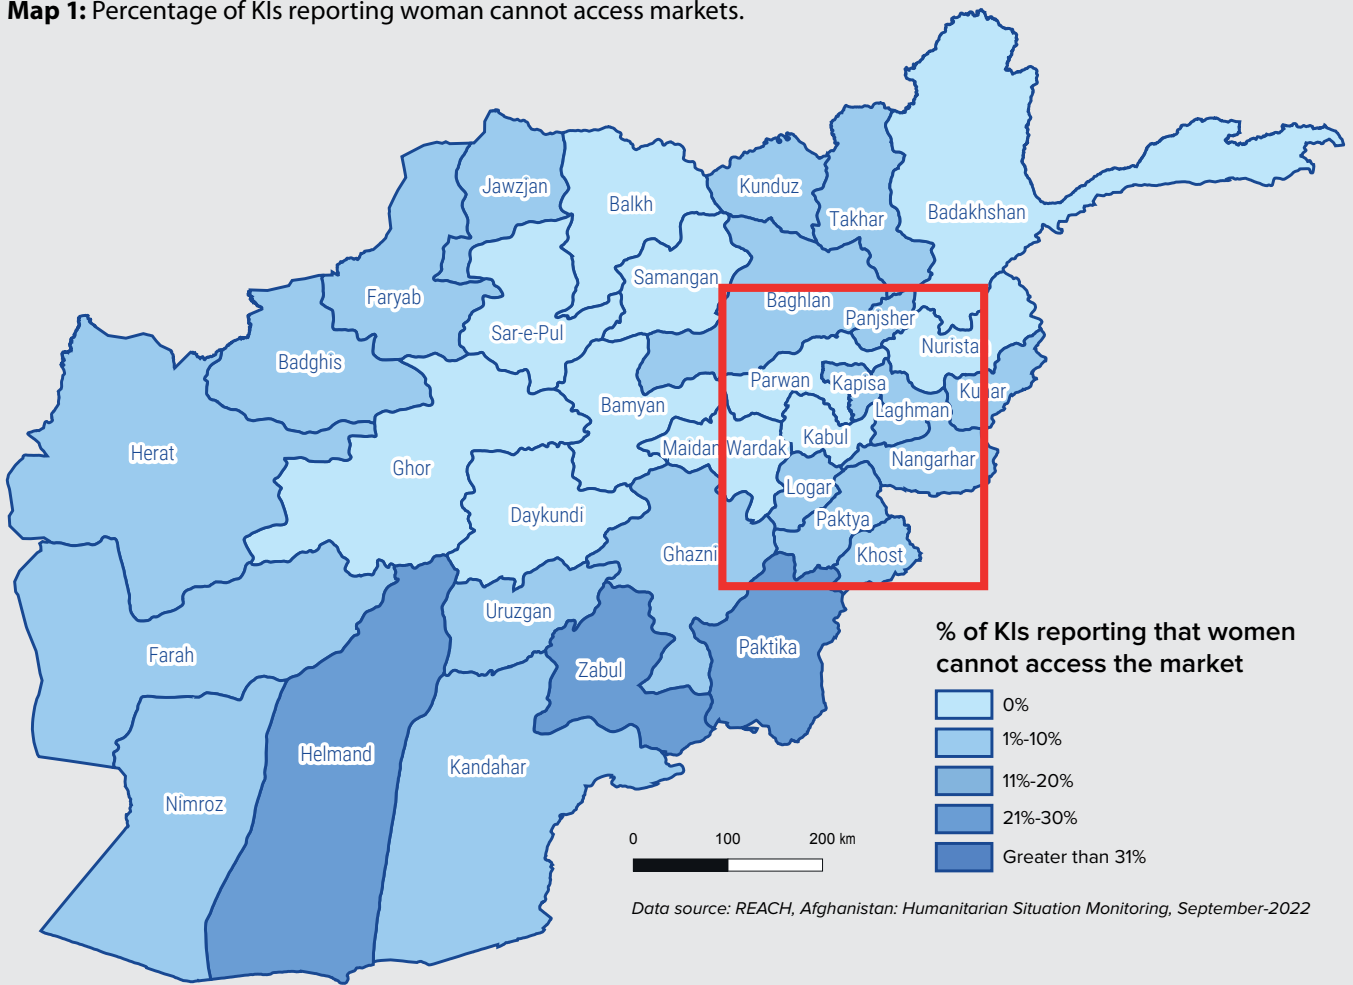 Map 1: Percentage of KIs reporting woman cannot access markets.
Jawzjan
Balkh
Kunduz
Takhar
Badakhshan
Samangan
Faryab
Baghlan
Panjsher
Sar-e-Pul
Nurista
Badghis
Parwan
Kapisa
Kunar
Bamyan
Laghman
Herat
Maidan Wardak
Kabul
Ghor
Nangarhar
Logar
Daykundi
Paktya
Ghazni
Khost
Uruzgan
Farah
Zabul
Paktika
Helmand
Kandahar
Nimroz
% of KIs reporting that women
cannot access the market
0%
1%-10%
11%-20%
21%-30%
Greater than 31%
0 100 200 km
Data source: REACH, Afghanistan: Humanitarian Situation Monitoring, September-2022